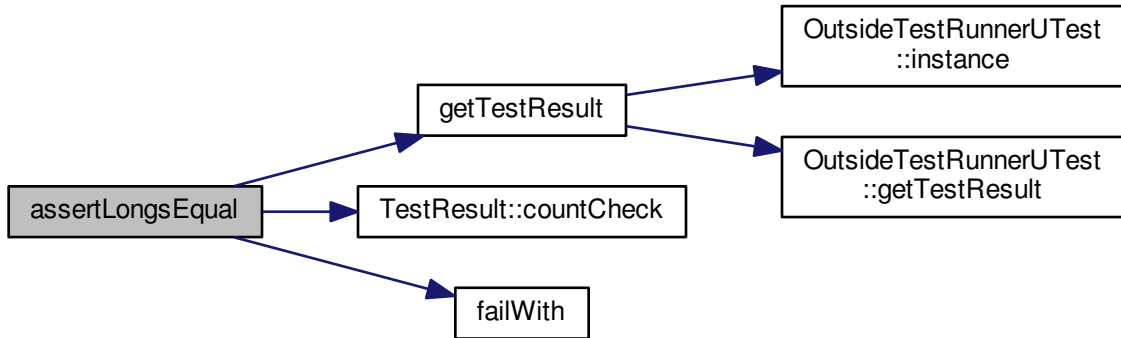 assertLongsEqual
getTestResult
TestResult::countCheck
failWith
OutsideTestRunnerUTest
::instance
OutsideTestRunnerUTest
::getTestResult